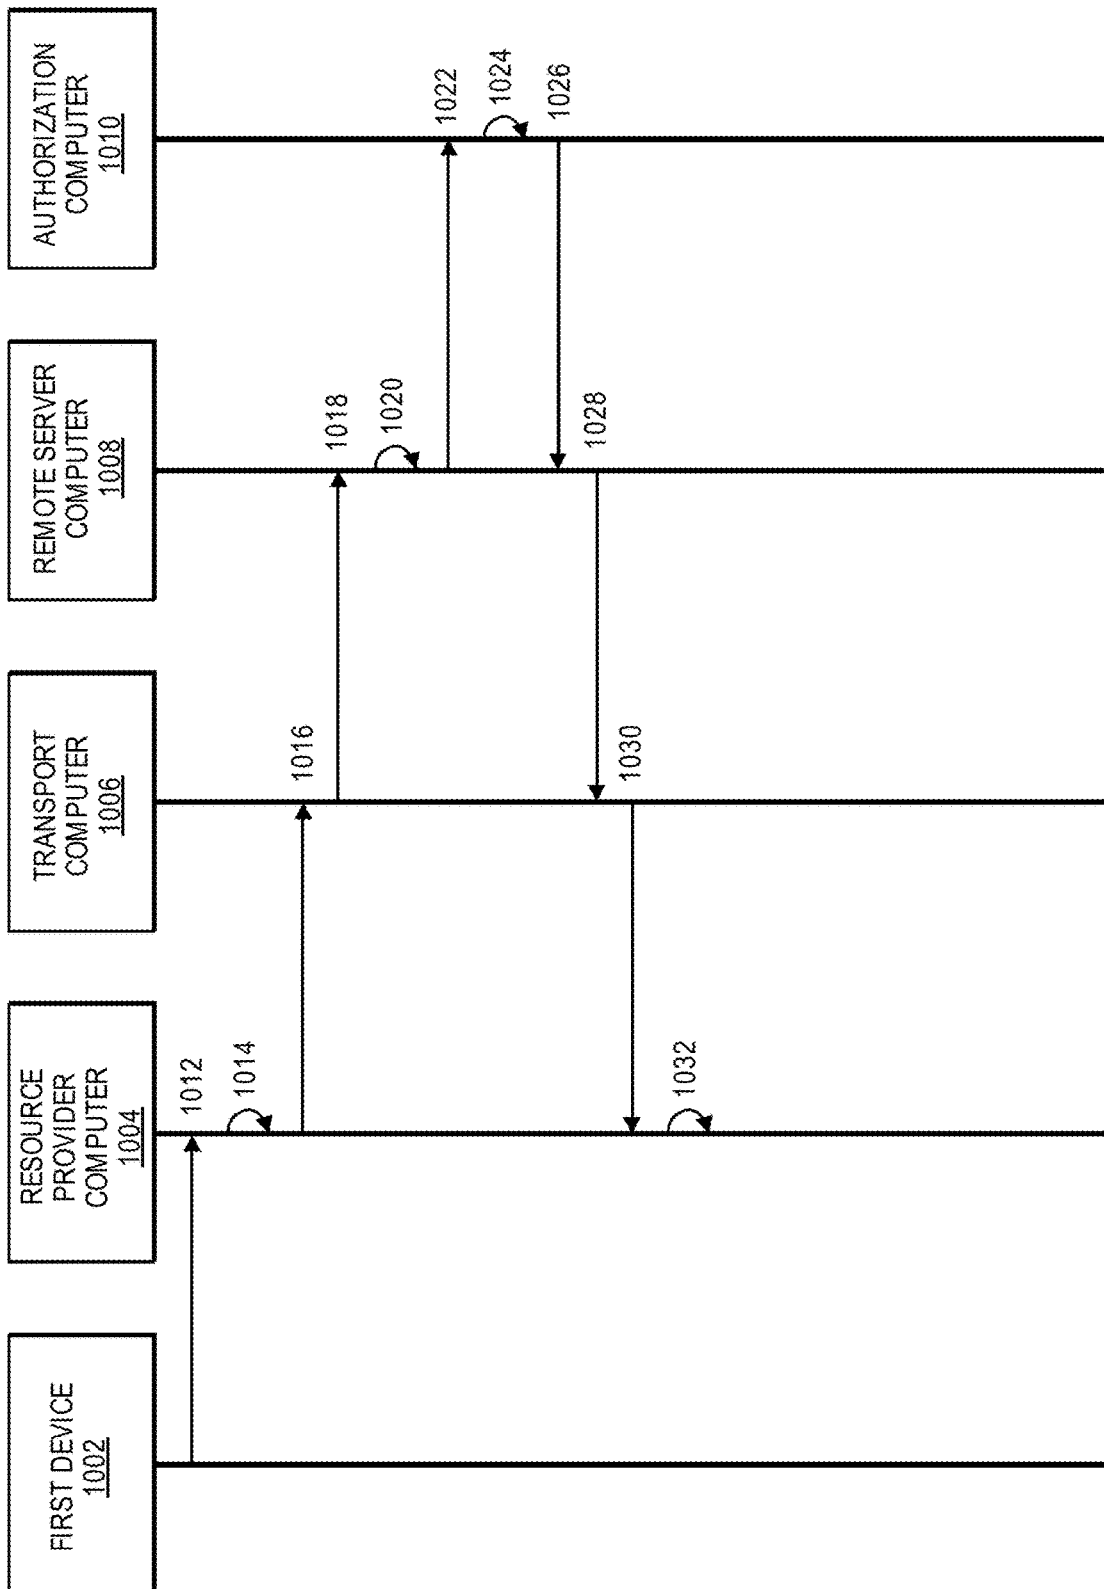 FIRST DEVICE
1002
RESOURCE
PROVIDER
COMPUTER
1004
TRANSPORT
COMPUTER
1006
REMOTE SERVER
COMPUTER
1008
AUTHORIZATION
COMPUTER
1010
1012
1014
1016
1018
1020
1022
1024
1026
1028
1030
1032